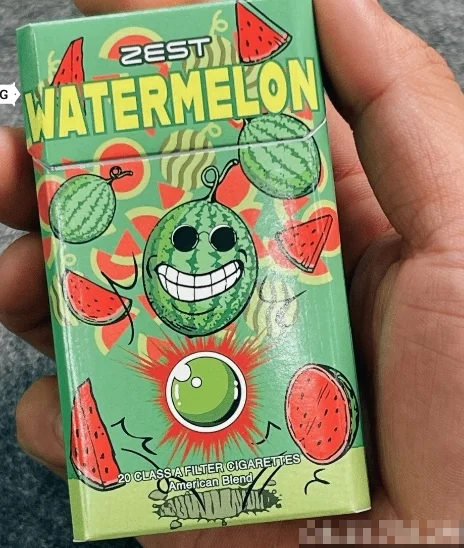 ZEST
WATERMELON
G
20 CLASS A FILTER CIGARETTES
American Blend